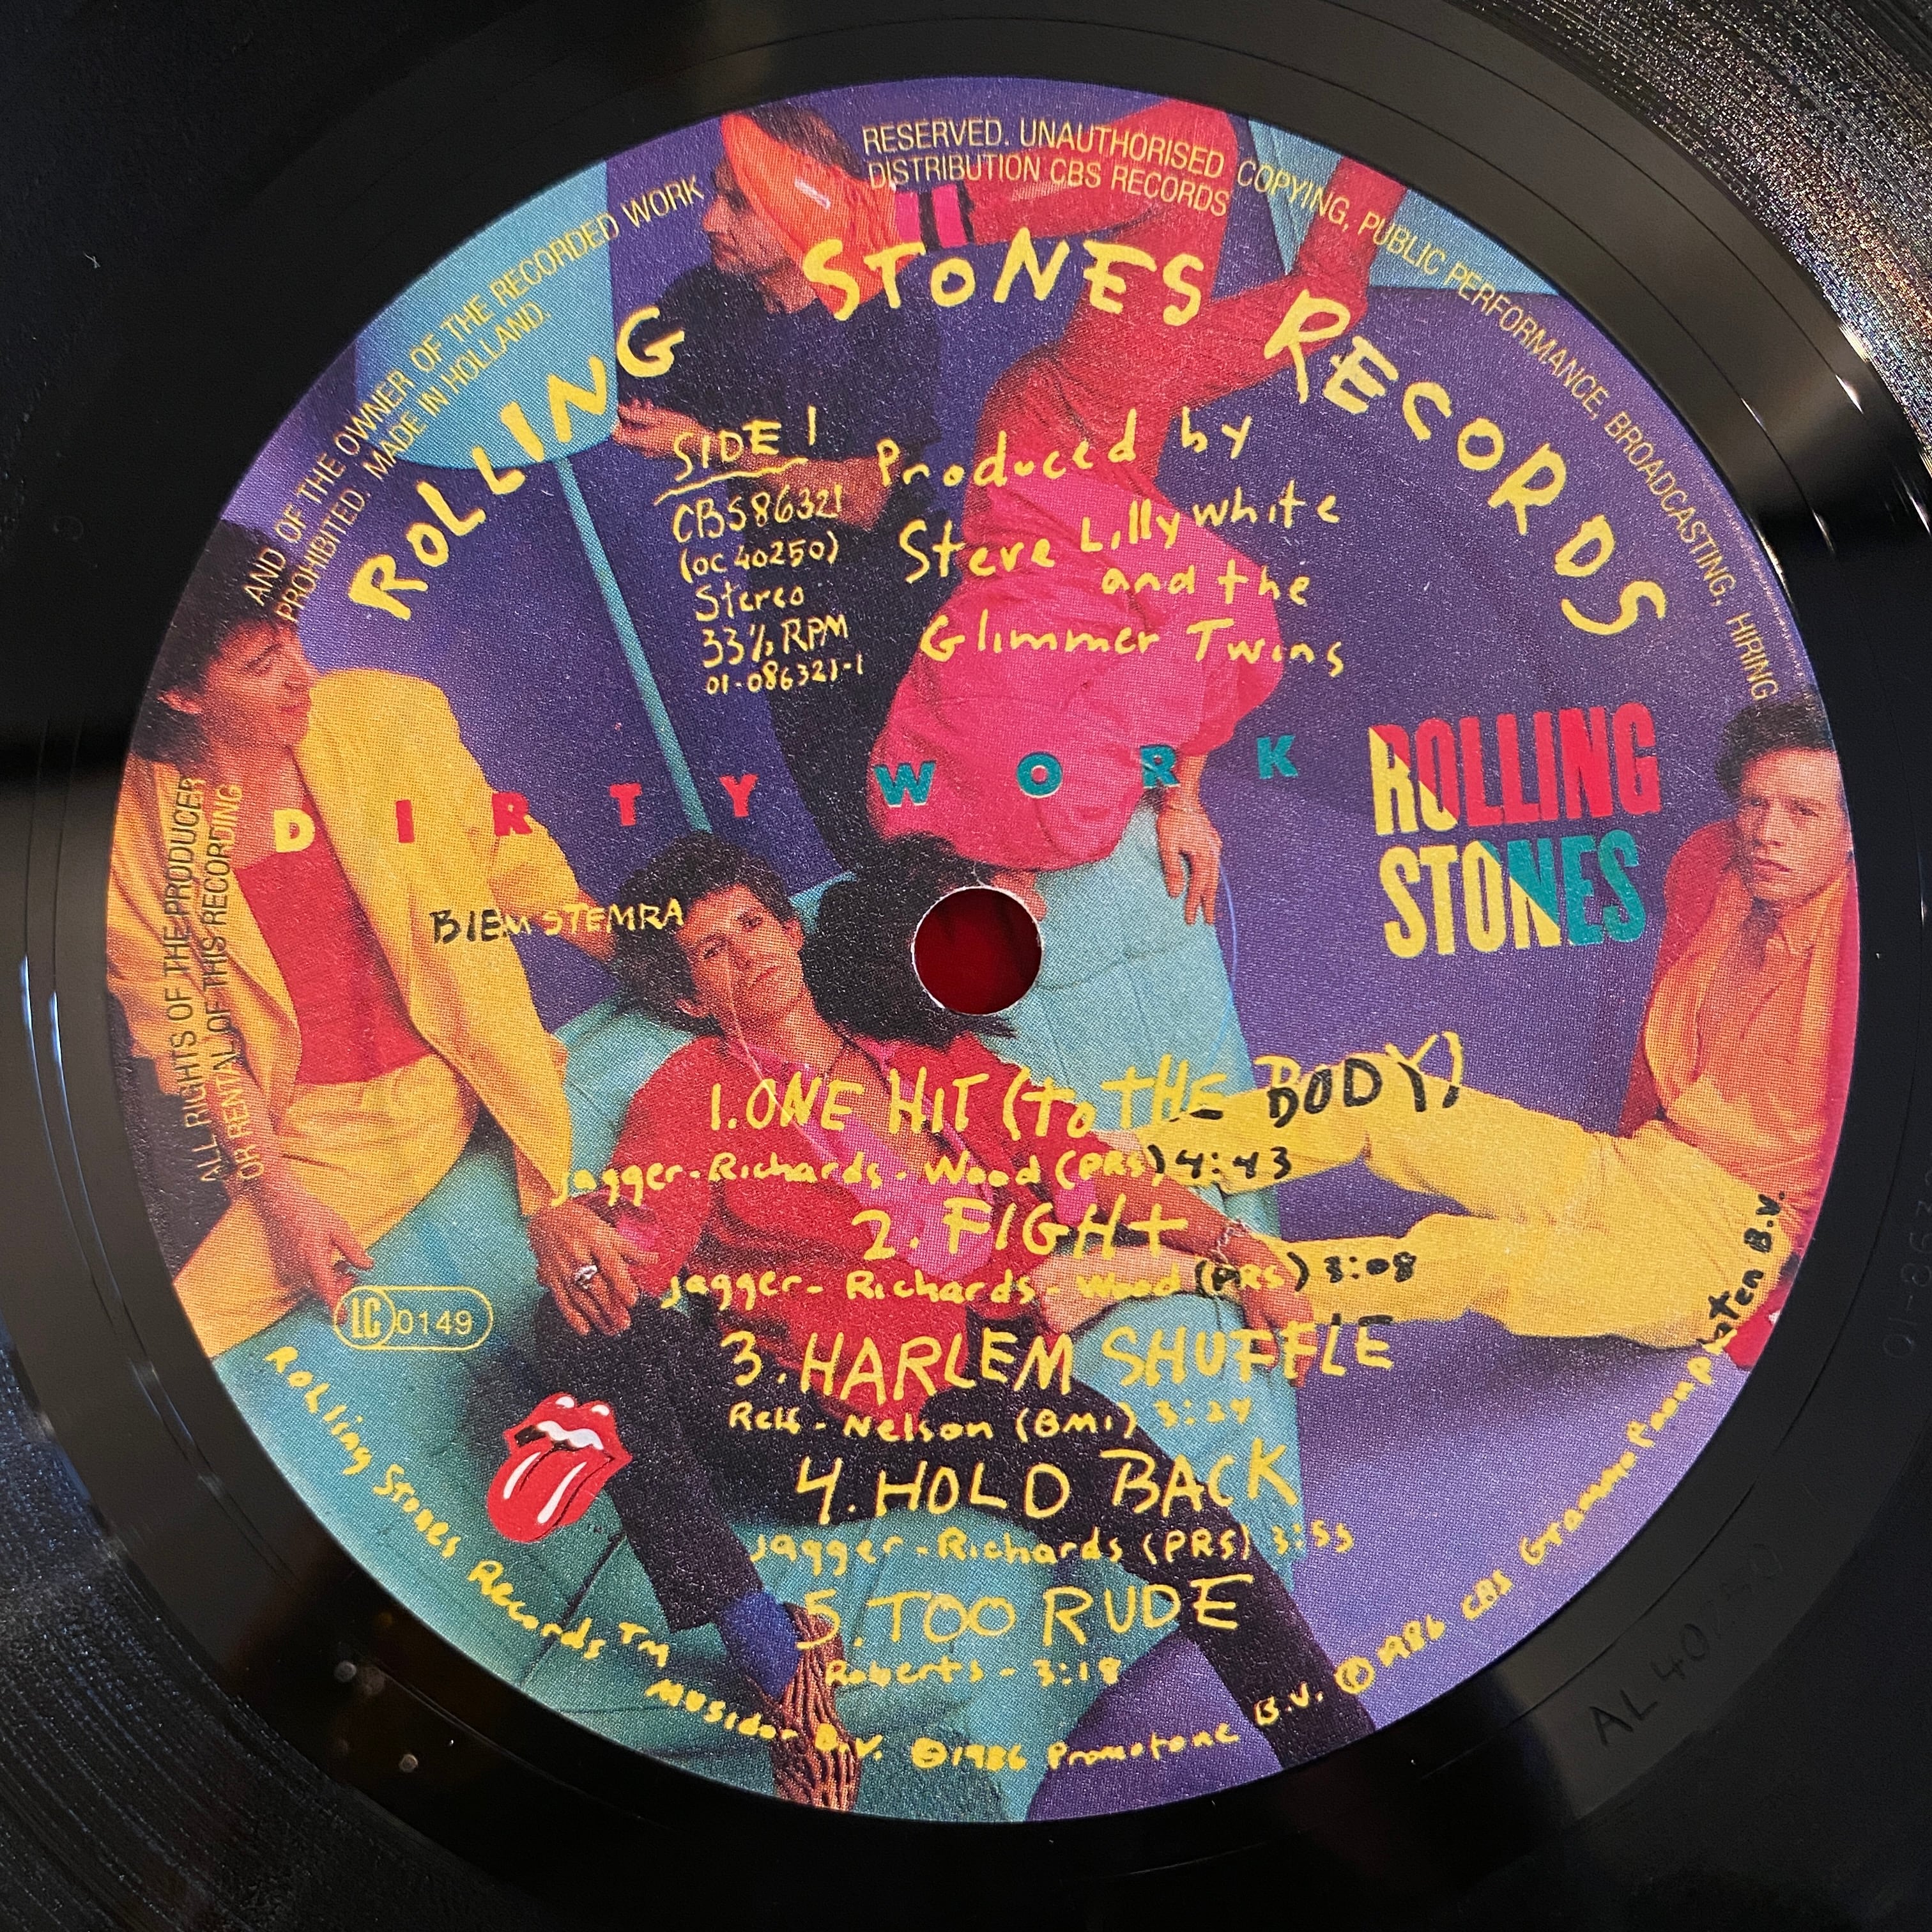 ALL RIGHTS OF THE PRODUCER AND OF THE OWNER OF THE RECORDED WORK RESERVED. UNAUTHORISED COPYING, PUBLIC PERFORMANCE, BROADCASTING, HIRING
OR RENTAL OF THIS RECORDING PROHIBITED. MADE IN HOLLAND. DISTRIBUTION CBS RECORDS
ROLLING STONES RECORDS
SIDE 1
CBS 86321
(OC 40250)
Stereo
33⅓ RPM
01-086321-1
Produced by
Steve Lillywhite
and the
Glimmer Twins
DIRTY WORK
ROLLING
STONES
BIEM STEMRA
1. ONE HIT (to tHE BODY)
Jagger-Richards-Wood (PRS) 4:43
2. FIGHt
Jagger-Richards-Wood (PRS) 3:08
3. HARLEM SHUFFLE
Relf-Nelson (BMI)
4. HOLD BACK
Jagger-Richards (PRS) 3:53
5. TOO RUDE
Roberts - 3:18
LC 0149
Rolling Stones Records TM Musidor B.V. ℗ 1986 Promotone B.V. © 1986 CBS Grammofoonplaten B.V.